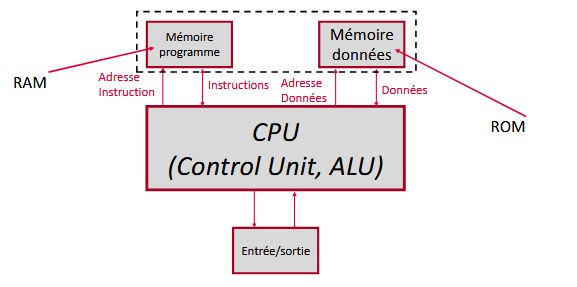 Mémoire
programme
Mémoire
données
RAM
Adresse
Instruction
Instructions
Adresse
Données
Données
ROM
CPU
(Control Unit, ALU)
Entrée/sortie